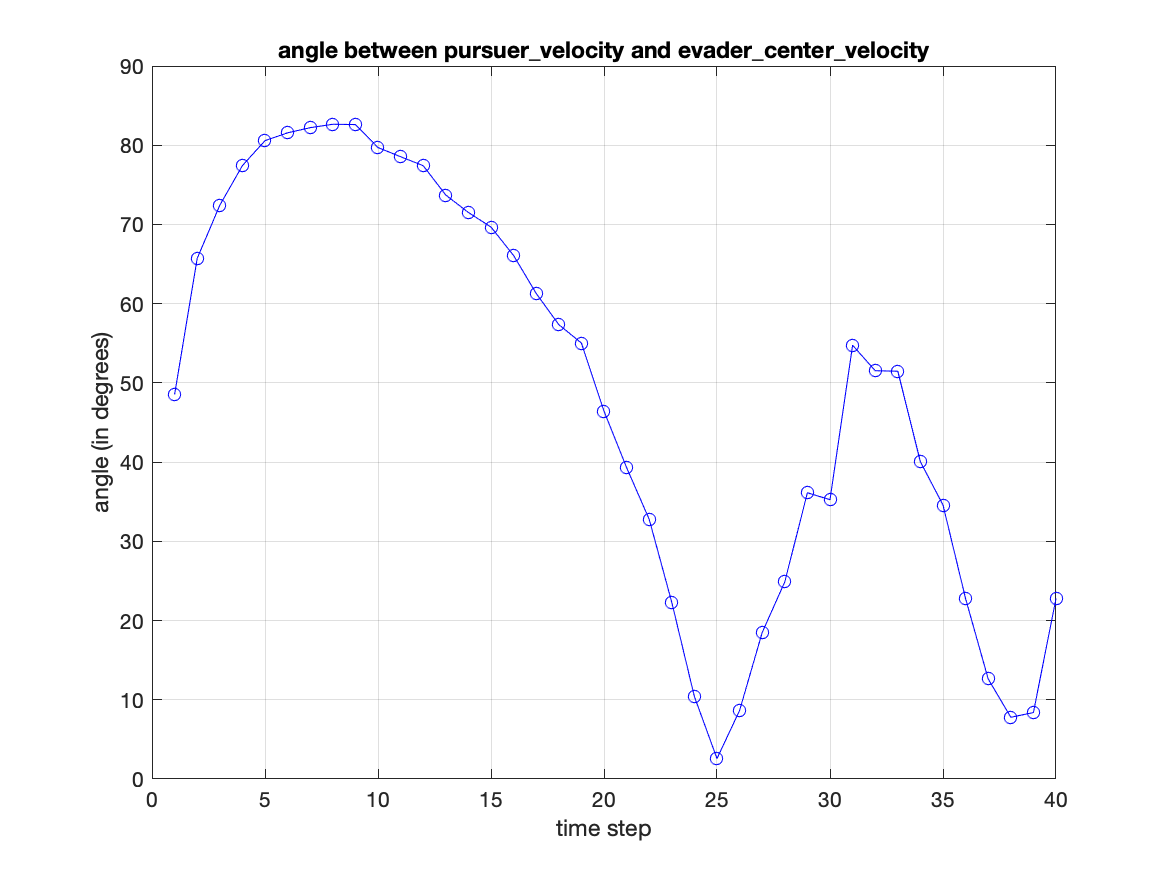 angle between pursuer_velocity and evader_center_velocity
90
80
70
60
50
40
30
20
10
0
angle (in degrees)
0 5 10 15 20 25 30 35 40
time step